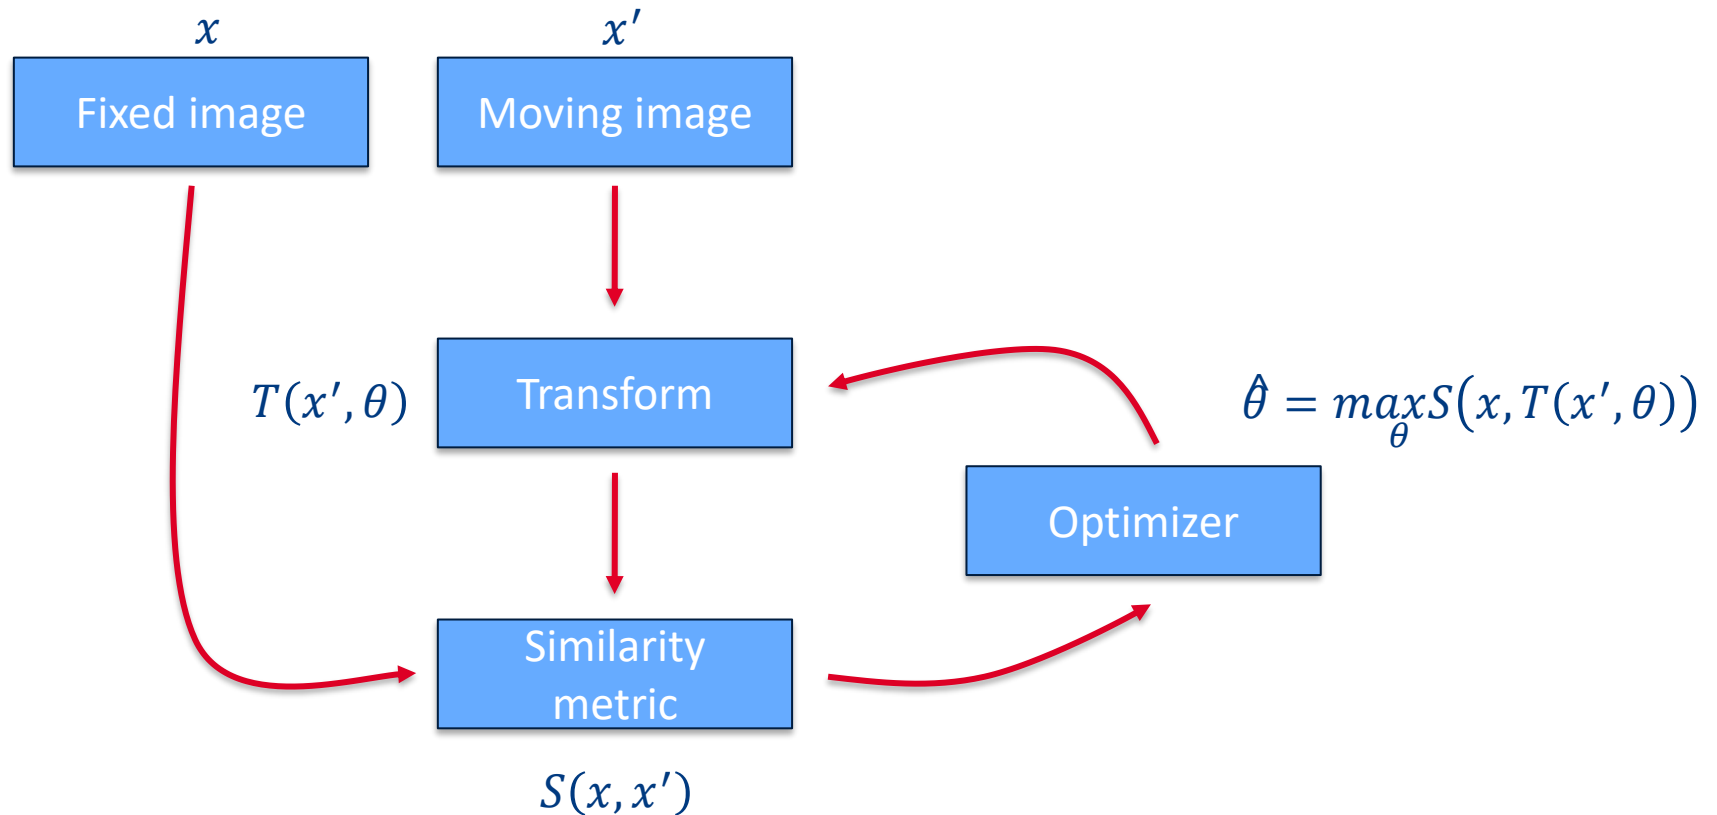 x
x′
Fixed image
Moving image
T(x′, θ)
Transform
θ̂ = max S(x, T(x′, θ))
θ
Optimizer
Similarity
metric
S(x, x′)